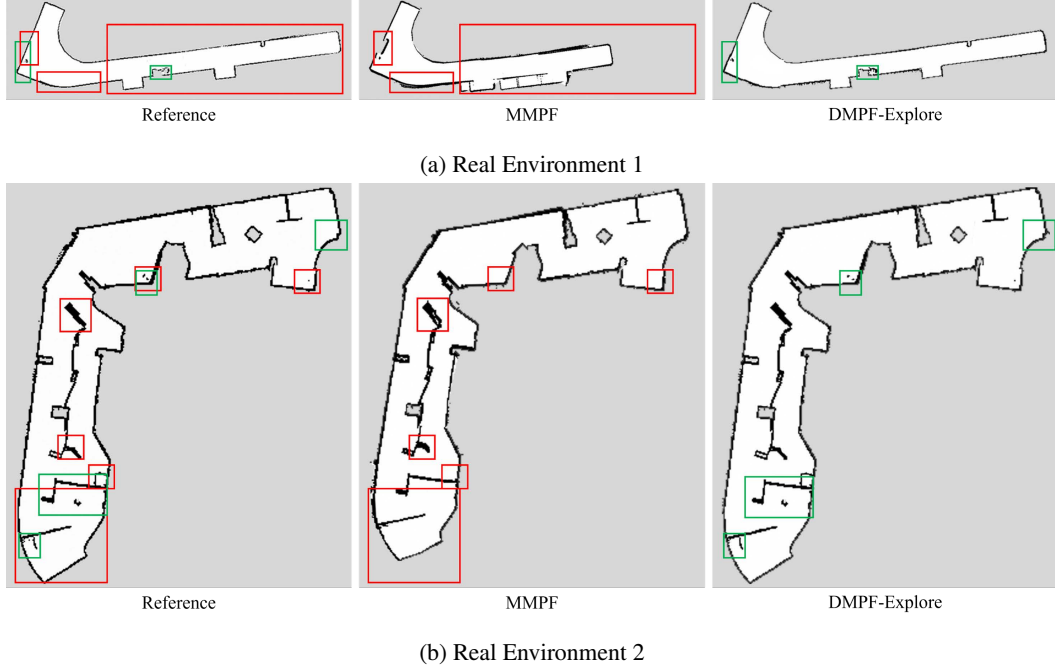 Reference
MMPF
DMPF-Explore
(a) Real Environment 1
Reference
MMPF
DMPF-Explore
(b) Real Environment 2